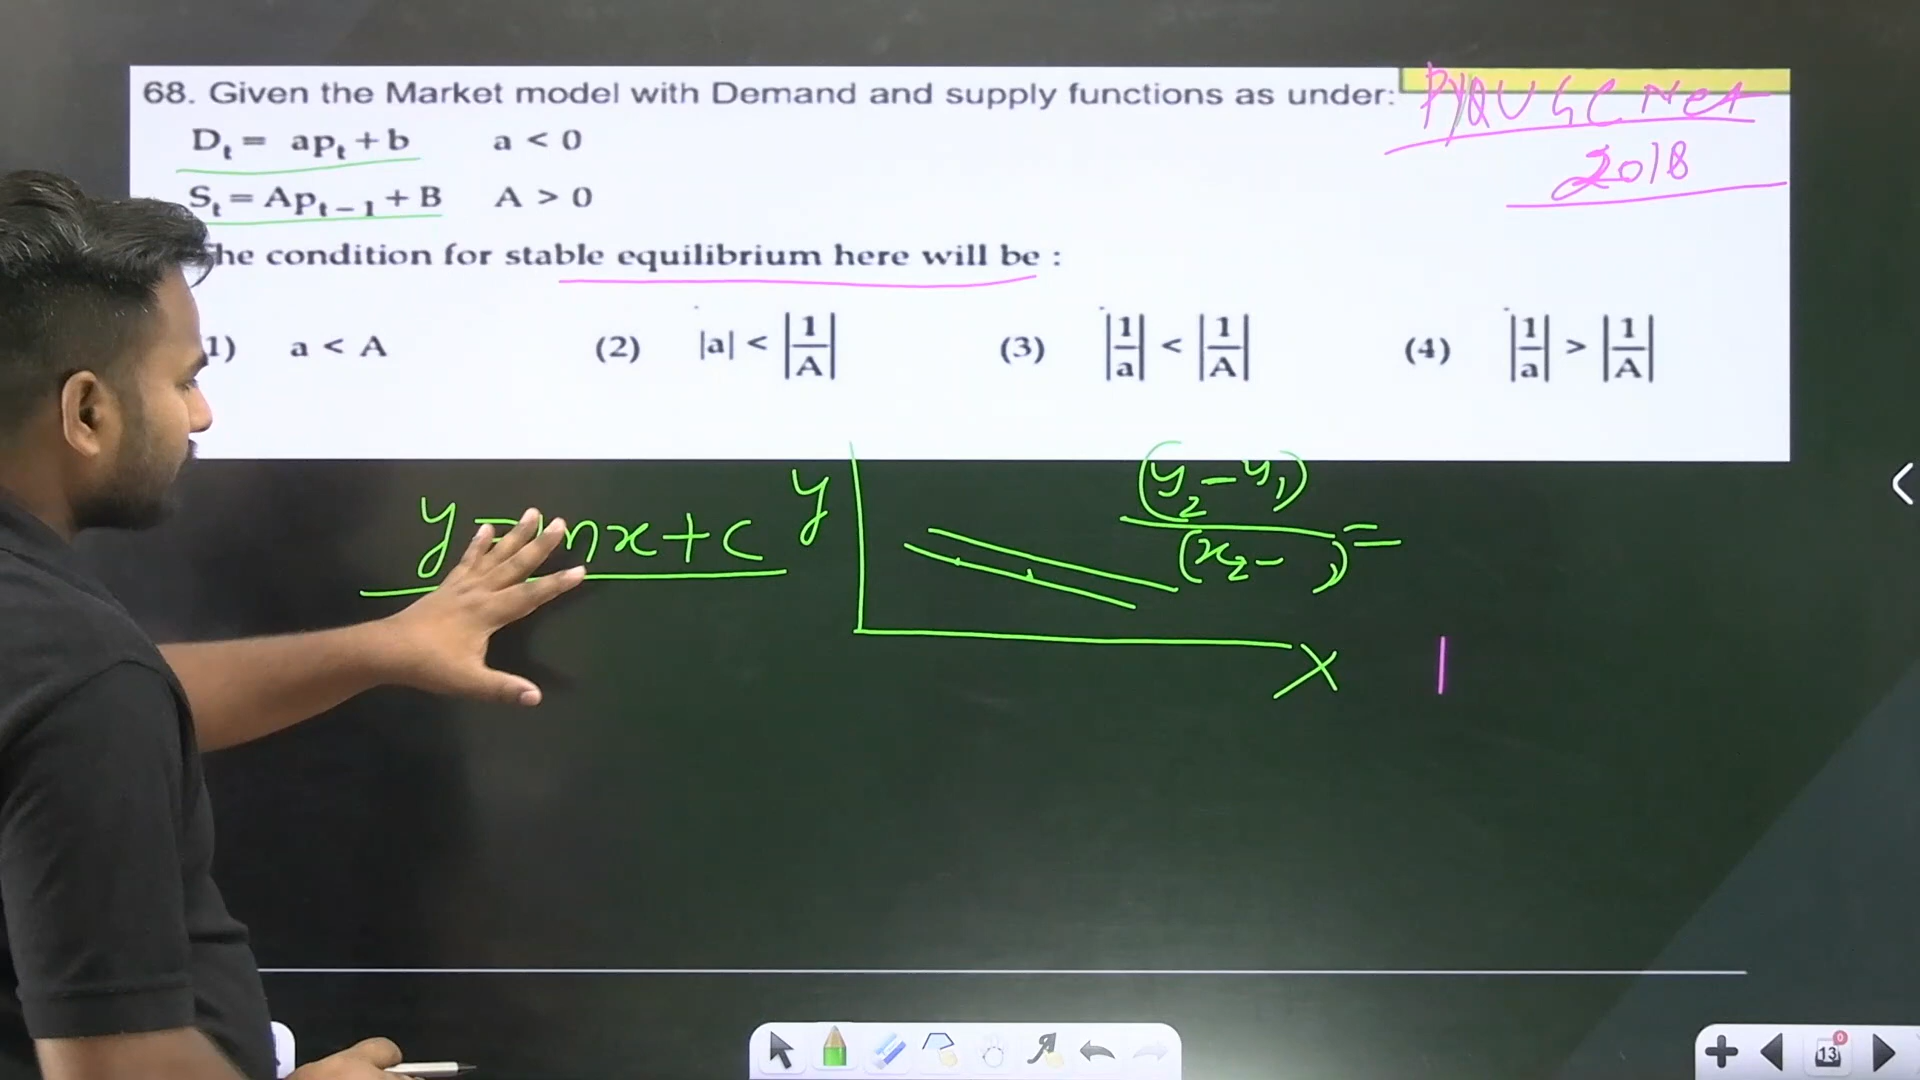 68. Given the Market model with Demand and supply functions as under:
PYQ UGC Net
2018
Dₜ = apₜ + b a < 0
Sₜ = Apₜ₋₁ + B A > 0
he condition for stable equilibrium here will be :
1) a < A (2) |a| < |1/A| (3) |1/a| < |1/A| (4) |1/a| > |1/A|
y = mx + c
y
(y₂ - y₁)
(x₂ - ) =
x
13
0